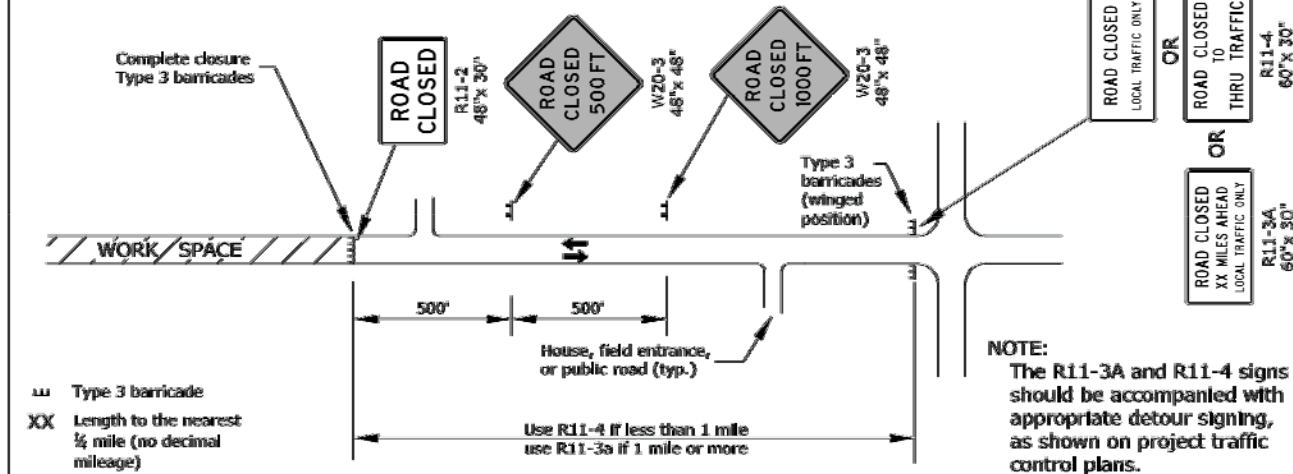 Complete closure
Type 3 barricades
ROAD
CLOSED
R11-2
48"x 30"
ROAD
CLOSED
500 FT
W20-3
48"x 48"
ROAD
CLOSED
1000 FT
W20-3
48"x 48"
ROAD CLOSED
LOCAL TRAFFIC ONLY
OR
ROAD CLOSED
TO
THRU TRAFFIC
R11-4
60"x 30"
OR
ROAD CLOSED
XX MILES AHEAD
LOCAL TRAFFIC ONLY
R11-3A
60"x 30"
Type 3
barricades
(winged
position)
WORK SPACE
500'
500'
House, field entrance,
or public road (typ.)
Type 3 barricade
XX Length to the nearest
¼ mile (no decimal
mileage)
Use R11-4 if less than 1 mile
use R11-3a if 1 mile or more
NOTE:
The R11-3A and R11-4 signs
should be accompanied with
appropriate detour signing,
as shown on project traffic
control plans.